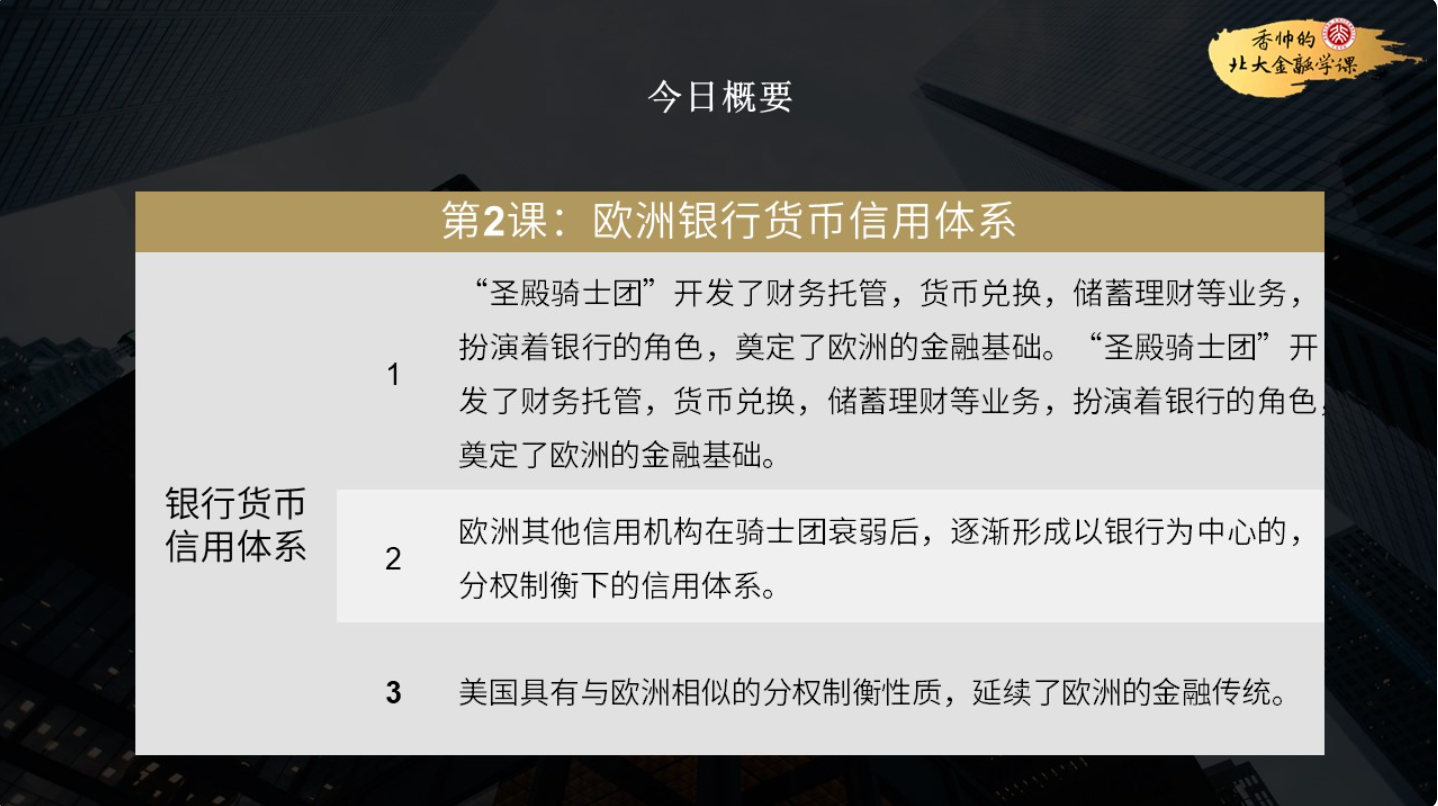 香帅的
北大金融学课
今日概要
第2课：欧洲银行货币信用体系
银行货币
信用体系
1
“圣殿骑士团”开发了财务托管，货币兑换，储蓄理财等业务，
扮演着银行的角色，奠定了欧洲的金融基础。“圣殿骑士团”开
发了财务托管，货币兑换，储蓄理财等业务，扮演着银行的角色，
奠定了欧洲的金融基础。
2
欧洲其他信用机构在骑士团衰弱后，逐渐形成以银行为中心的，
分权制衡下的信用体系。
3
美国具有与欧洲相似的分权制衡性质，延续了欧洲的金融传统。